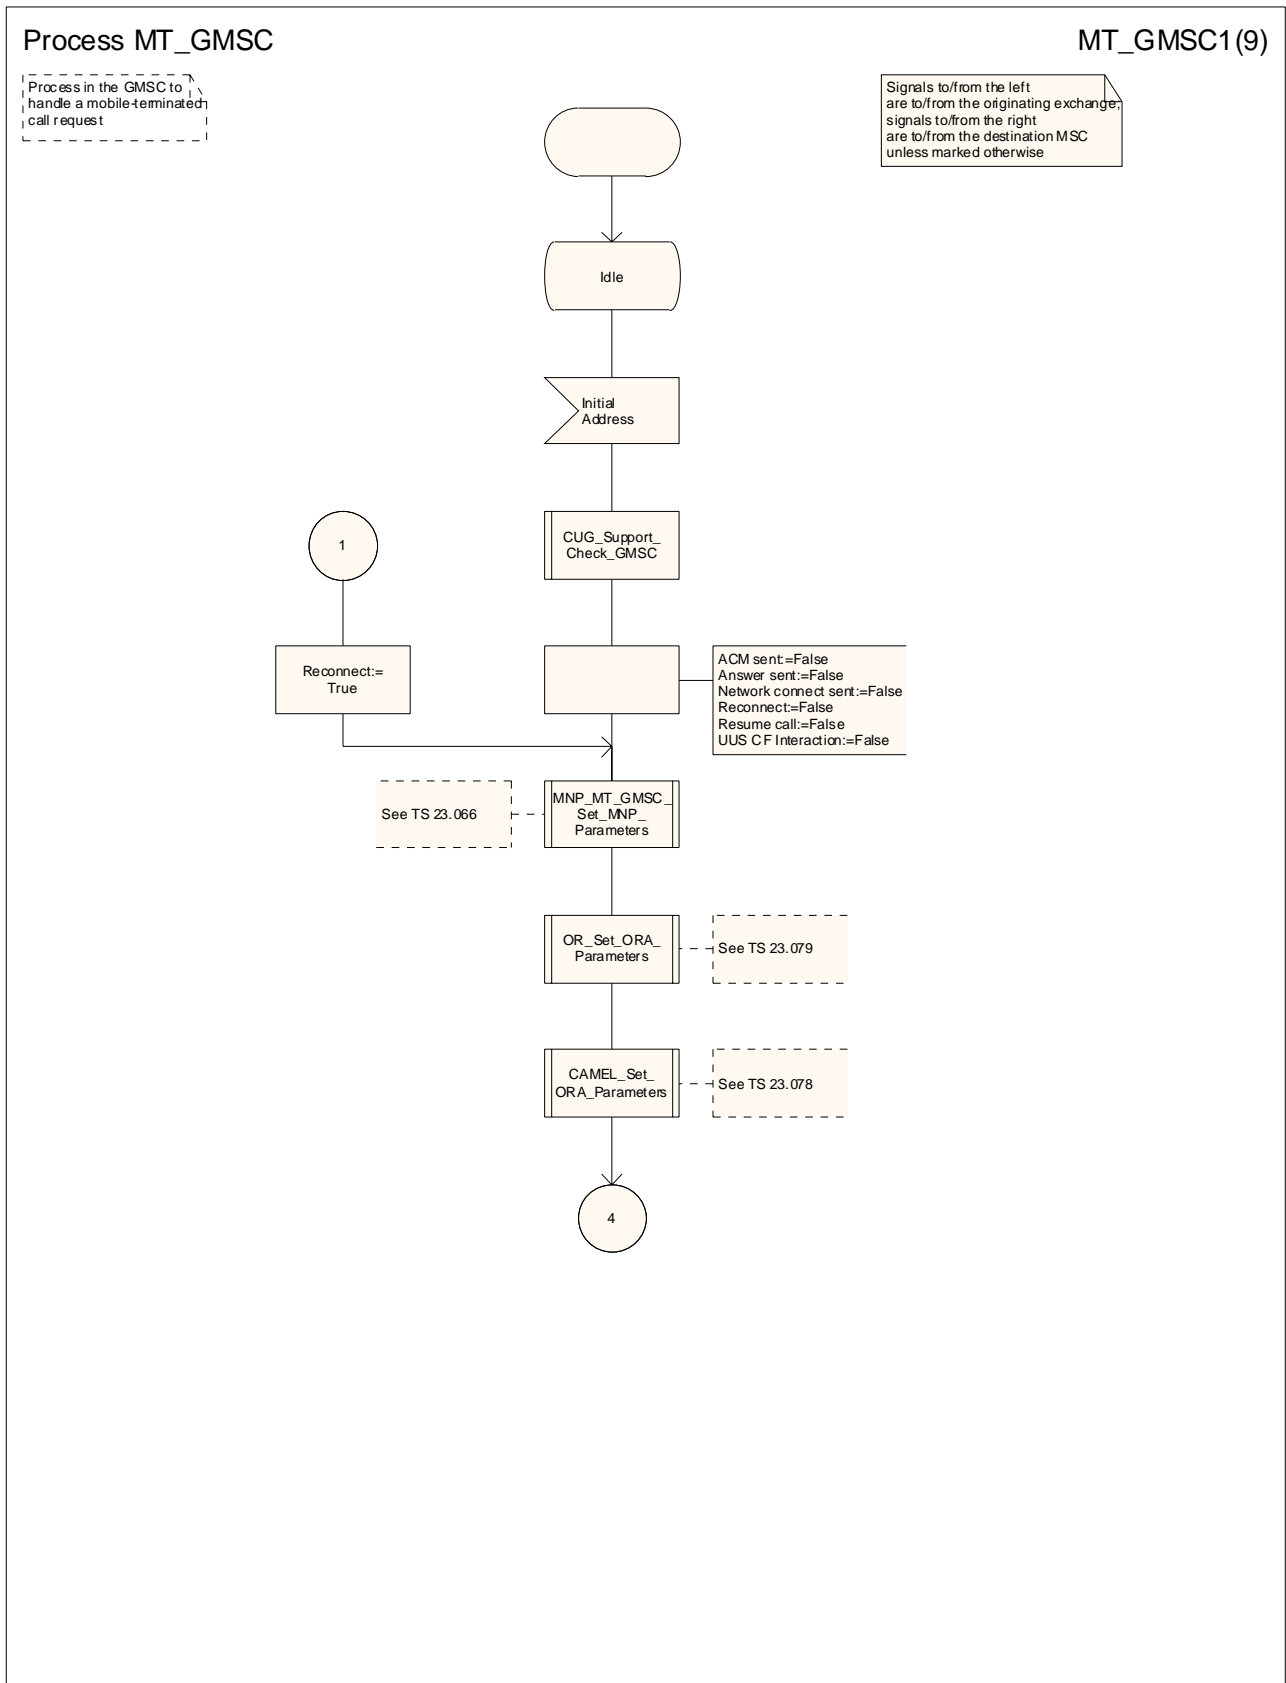 Process MT_GMSC
MT_GMSC1(9)
Process in the GMSC to
handle a mobile-terminated
call request
Signals to/from the left
are to/from the originating exchange;
signals to/from the right
are to/from the destination MSC
unless marked otherwise
Idle
Initial
Address
1
CUG_Support_
Check_GMSC
Reconnect:=
True
ACM sent:=False
Answer sent:=False
Network connect sent:=False
Reconnect:=False
Resume call:=False
UUS CF Interaction:=False
See TS 23.066
MNP_MT_GMSC_
Set_MNP_
Parameters
OR_Set_ORA_
Parameters
See TS 23.079
CAMEL_Set_
ORA_Parameters
See TS 23.078
4